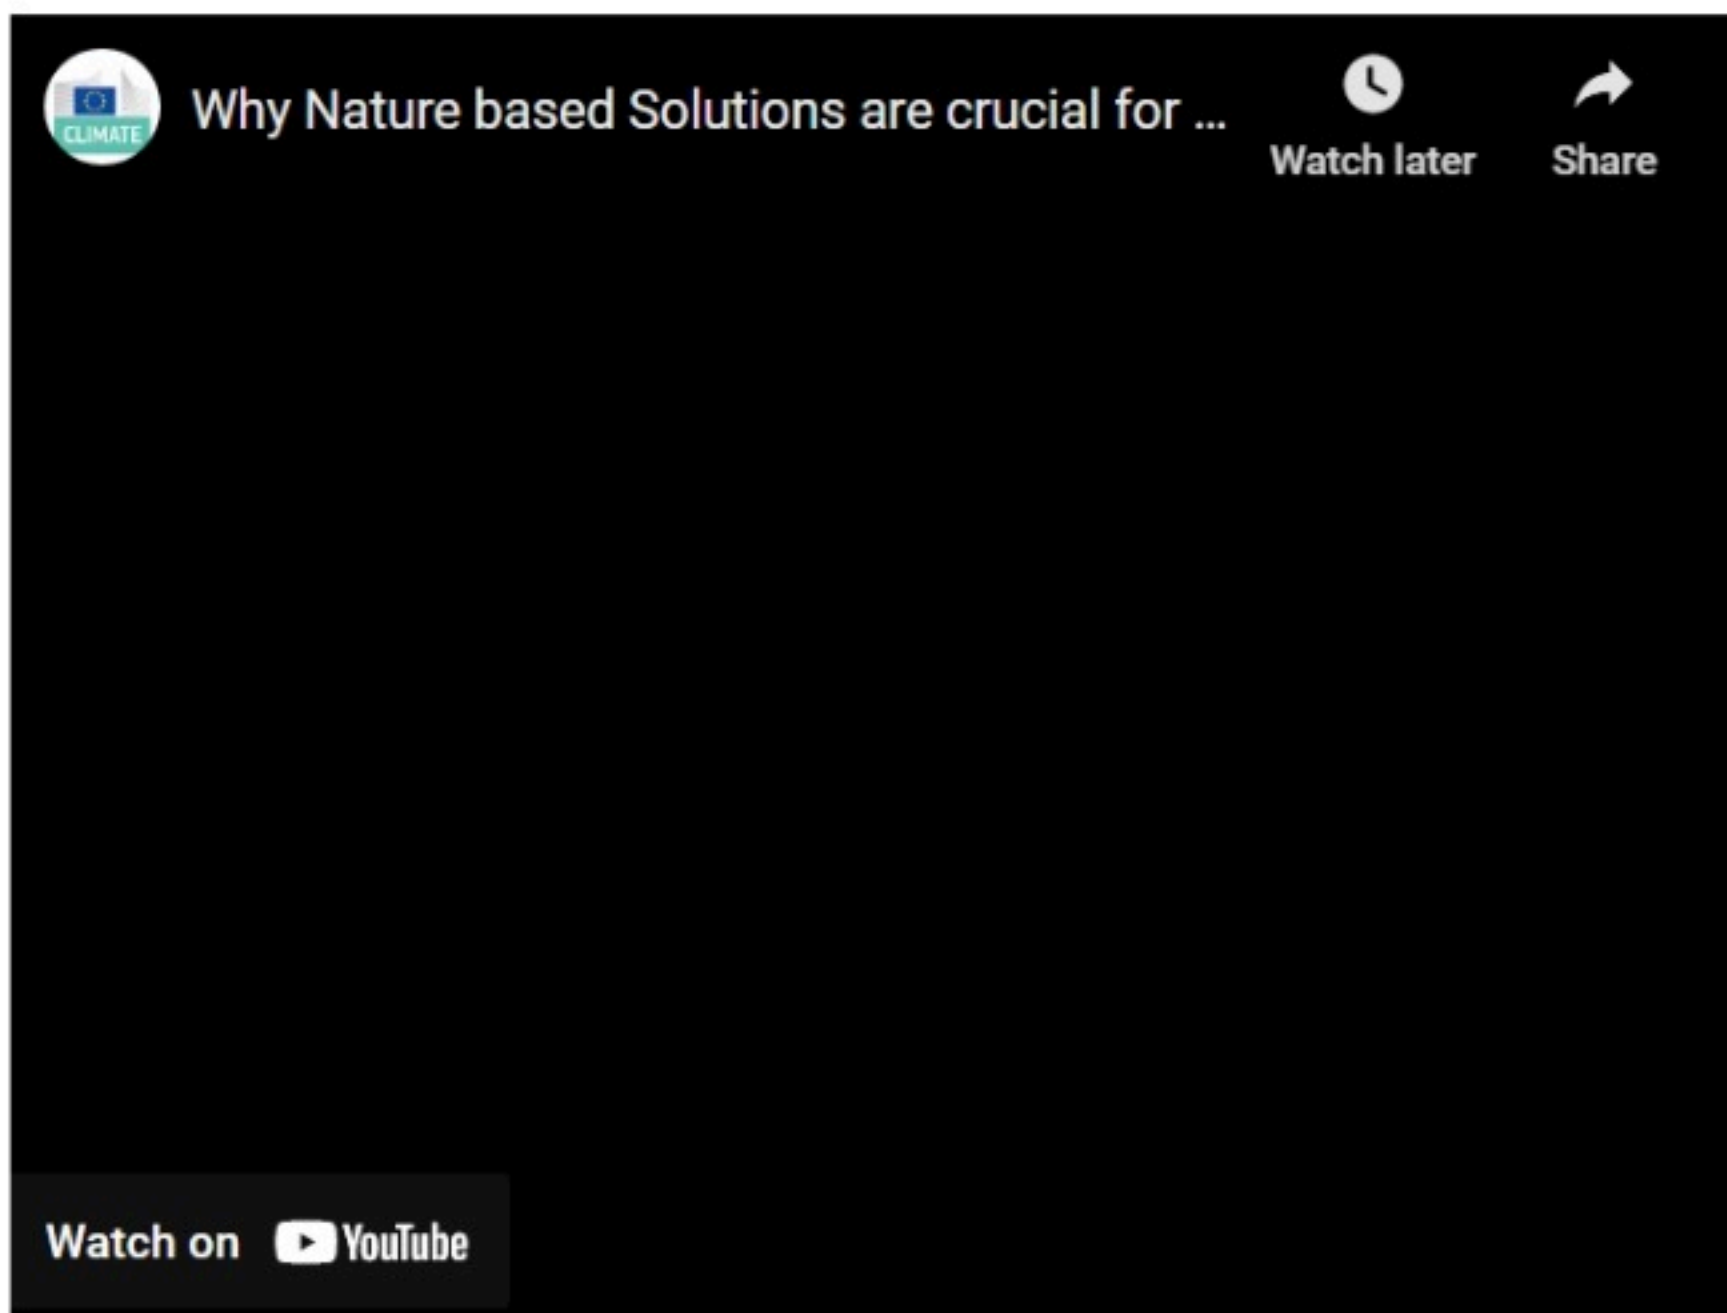 CLIMATE
Why Nature based Solutions are crucial for ...
Watch later
Share
Watch on YouTube